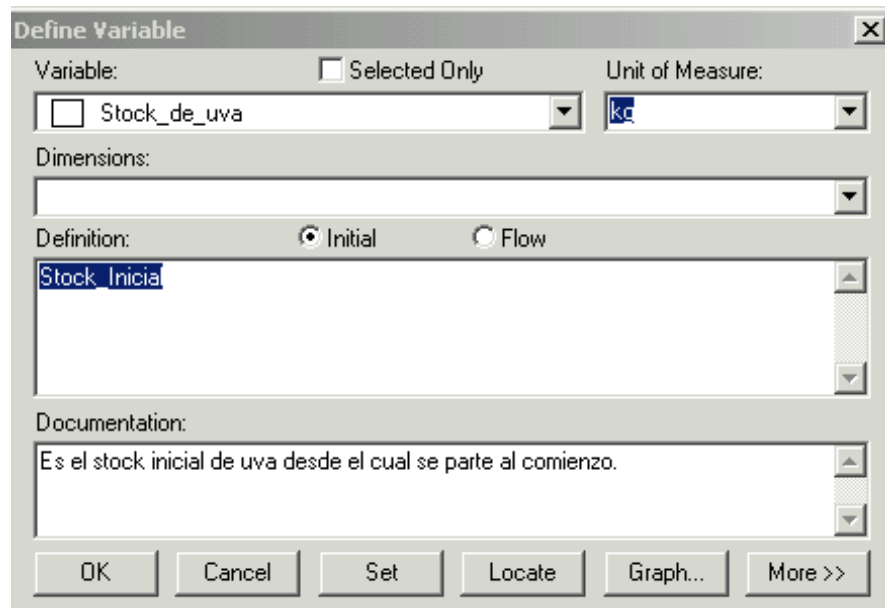 Define Variable
Variable: Selected Only Unit of Measure:
Stock_de_uva kg
Dimensions:
Definition: Initial Flow
Stock_Inicial
Documentation:
Es el stock inicial de uva desde el cual se parte al comienzo.
OK Cancel Set Locate Graph... More >>